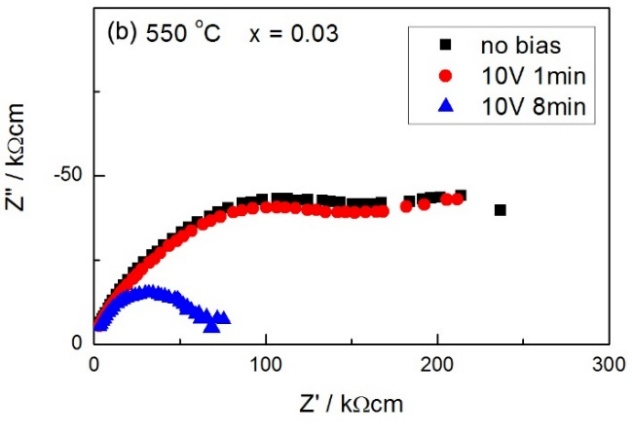 (b) 550 °C x = 0.03
no bias
10V 1min
10V 8min
Z" / kΩcm
-50
0
0
100
200
300
Z' / kΩcm